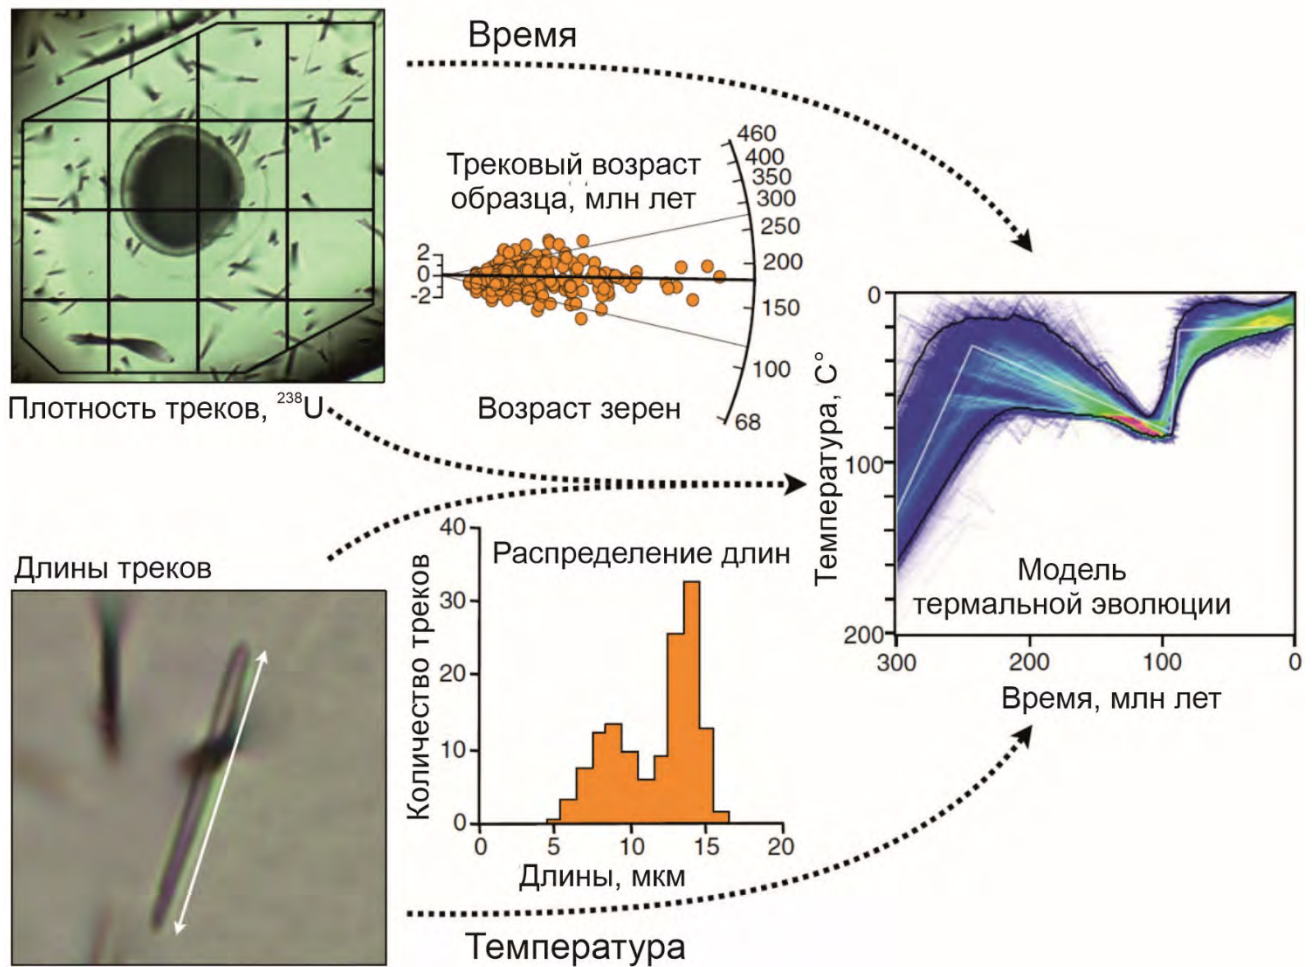 Время
Трековый возраст
образца, млн лет
460
400
350
300
250
200
150
100
68
2
0
-2
Возраст зерен
Плотность треков, ²³⁸U
Длины треков
Распределение длин
Количество треков
40
30
20
10
0
0
5
10
15
20
Длины, мкм
Температура
Температура, C°
0
100
200
300
200
100
0
Модель
термальной эволюции
Время, млн лет